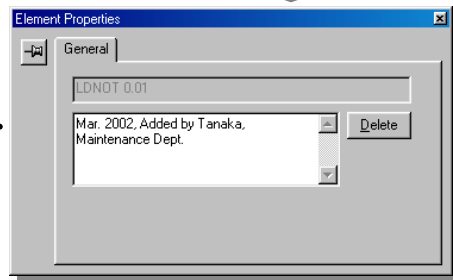 Element Properties
General
LDNOT 0.01
Mar. 2002, Added by Tanaka,
Maintenance Dept.
Delete